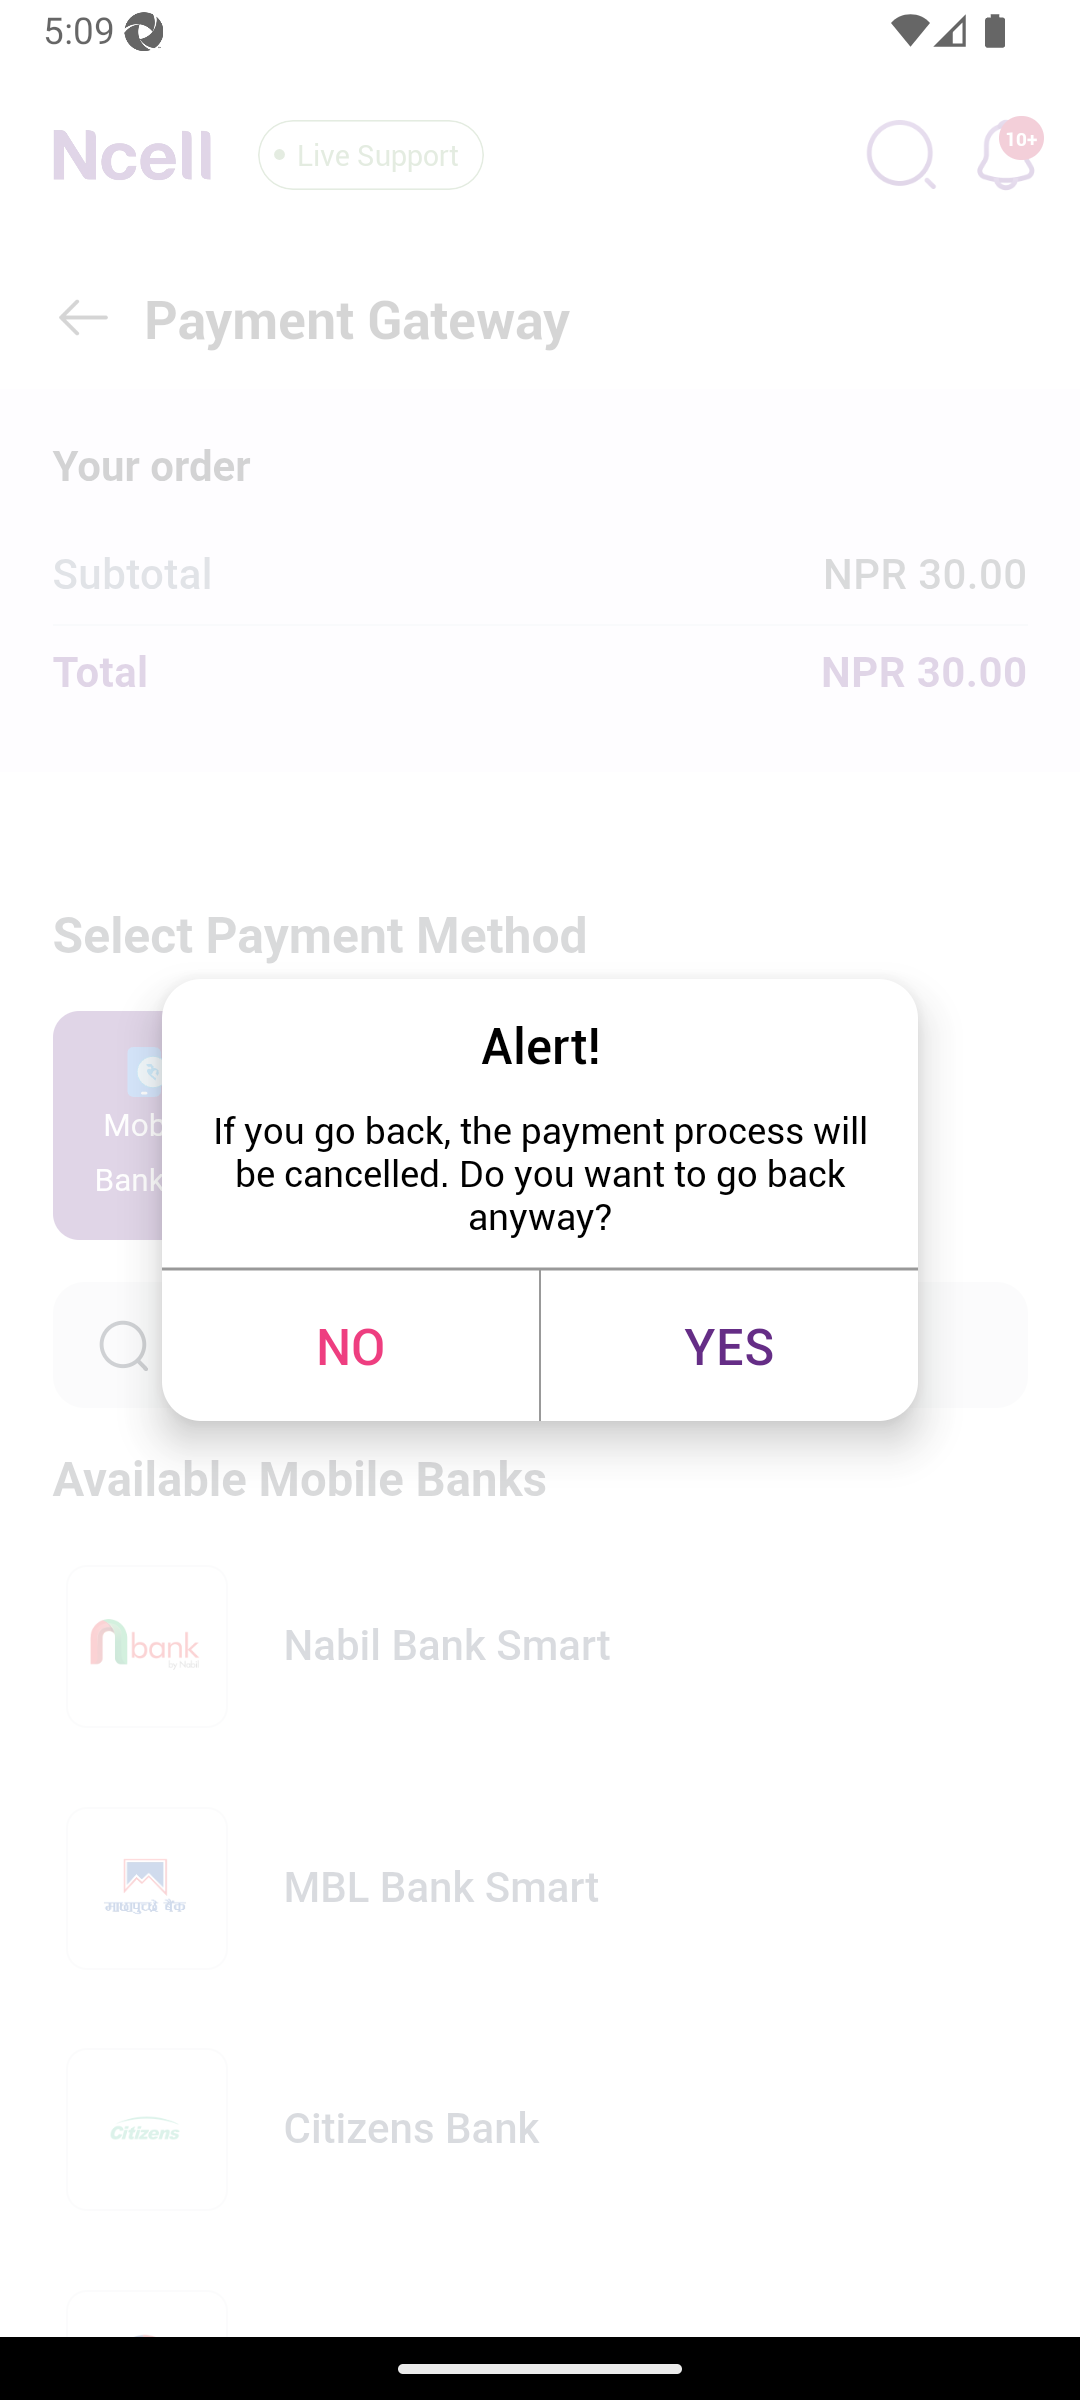 5:09
Ncell
Live Support
10+
Payment Gateway
Your order
Subtotal NPR 30.00
Total NPR 30.00
Select Payment Method
Alert!
If you go back, the payment process will
be cancelled. Do you want to go back
anyway?
NO YES
Mob
Bank
Available Mobile Banks
bank
by Nabil
Nabil Bank Smart
माछापुच्छ्रे बैंक
MBL Bank Smart
Citizens
Citizens Bank